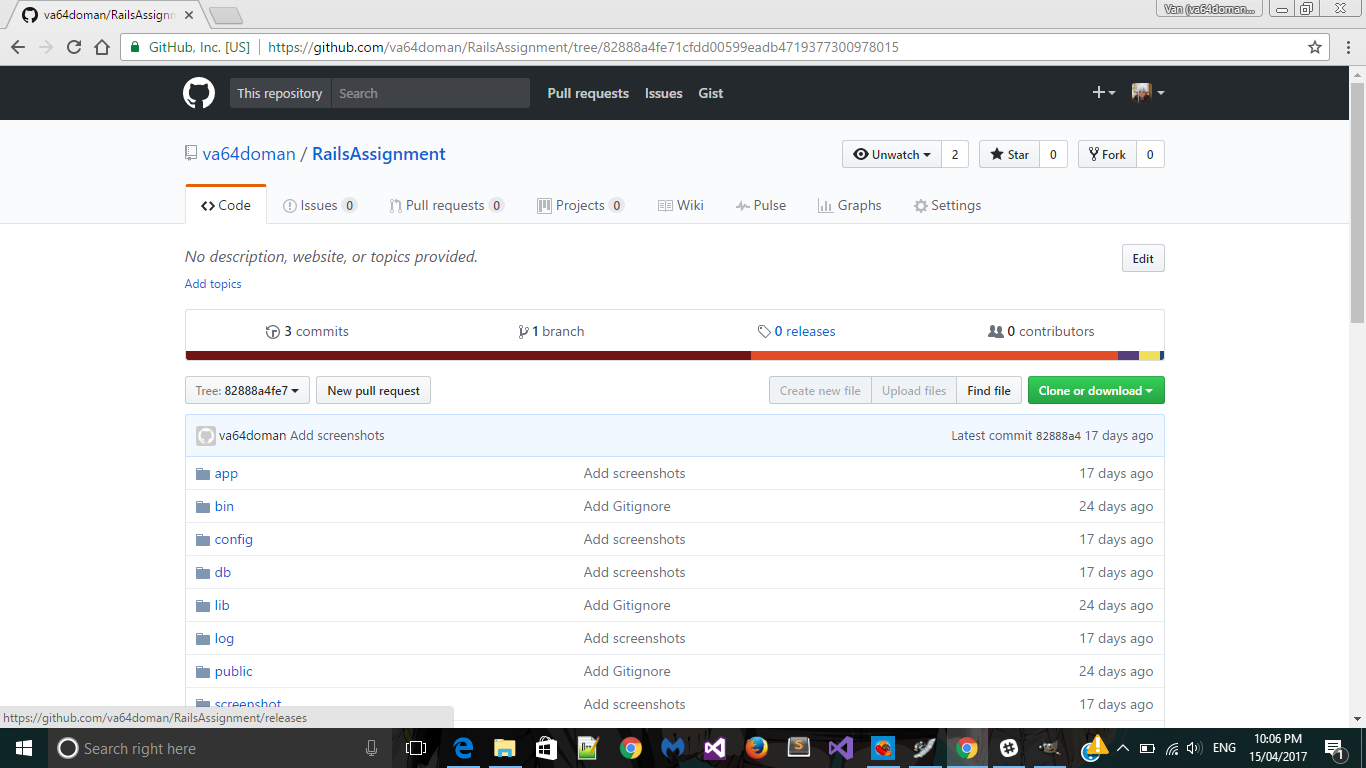 va64doman/RailsAssignm
Van (va64doman...
GitHub, Inc. [US] https://github.com/va64doman/RailsAssignment/tree/82888a4fe71cfdd00599eadb4719377300978015
This repository Search Pull requests Issues Gist
va64doman / RailsAssignment Unwatch 2 Star 0 Fork 0
Code Issues 0 Pull requests 0 Projects 0 Wiki Pulse Graphs Settings
No description, website, or topics provided. Edit
Add topics
3 commits 1 branch 0 releases 0 contributors
Tree: 82888a4fe7 New pull request Create new file Upload files Find file Clone or download
va64doman Add screenshots Latest commit 82888a4 17 days ago
app Add screenshots 17 days ago
bin Add Gitignore 24 days ago
config Add screenshots 17 days ago
db Add screenshots 17 days ago
lib Add Gitignore 24 days ago
log Add screenshots 17 days ago
public Add Gitignore 24 days ago
screenshot Add screenshots 17 days ago
https://github.com/va64doman/RailsAssignment/releases
Search right here ENG 10:06 PM
15/04/2017 1